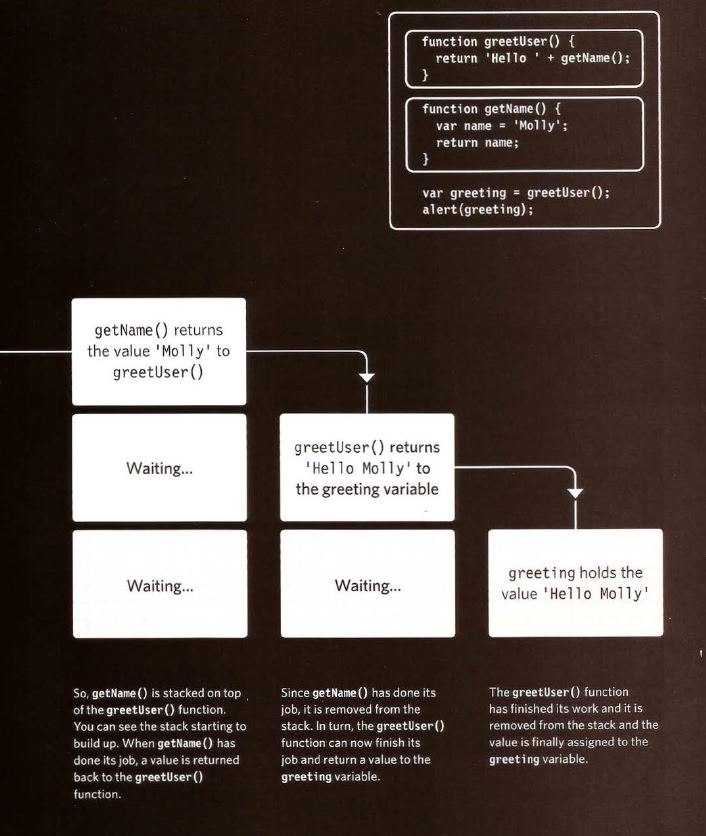 function greetUser() {
return 'Hello ' + getName();
}
function getName() {
var name = 'Molly';
return name;
}
var greeting = greetUser();
alert(greeting);
getName() returns
the value 'Molly' to
greetUser()
Waiting...
Waiting...
greetUser() returns
'Hello Molly' to
the greeting variable
Waiting...
greeting holds the
value 'Hello Molly'
So, getName() is stacked on top
of the greetUser() function.
You can see the stack starting to
build up. When getName() has
done its job, a value is returned
back to the greetUser()
function.
Since getName() has done its
job, it is removed from the
stack. In turn, the greetUser()
function can now finish its
job and return a value to the
greeting variable.
The greetUser() function
has finished its work and it is
removed from the stack and the
value is finally assigned to the
greeting variable.